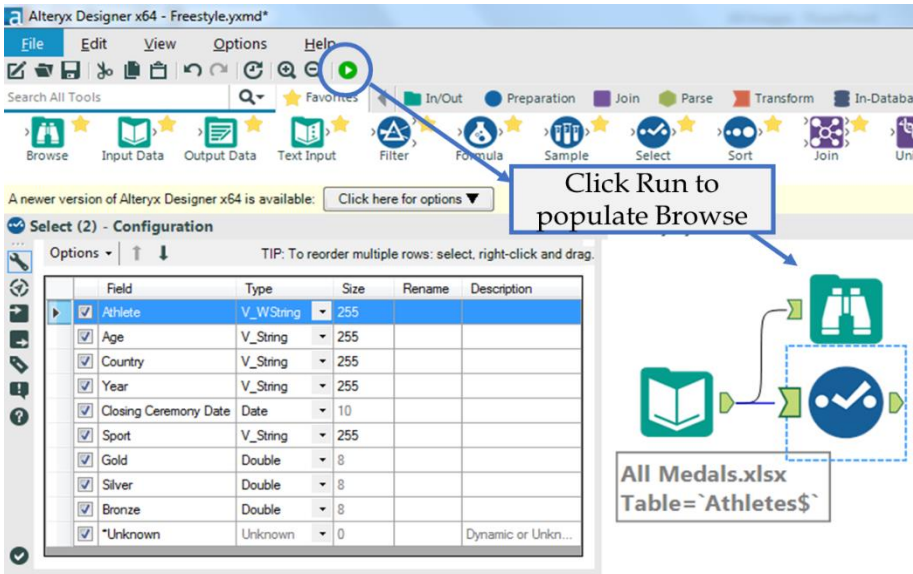 Alteryx Designer x64 - Freestyle.yxmd*
File Edit View Options Help
Search All Tools Favorites In/Out Preparation Join Parse Transform In-Databa
Browse Input Data Output Data Text Input Filter Formula Sample Select Sort Join Un
A newer version of Alteryx Designer x64 is available: Click here for options ▼
Click Run to
populate Browse
Select (2) - Configuration
Options TIP: To reorder multiple rows: select, right-click and drag.
Field Type Size Rename Description
Athlete V_WString 255
Age V_String 255
Country V_String 255
Year V_String 255
Closing Ceremony Date Date 10
Sport V_String 255
Gold Double 8
Silver Double 8
Bronze Double 8
*Unknown Unknown 0 Dynamic or Unkn...
All Medals.xlsx
Table=`Athletes$`